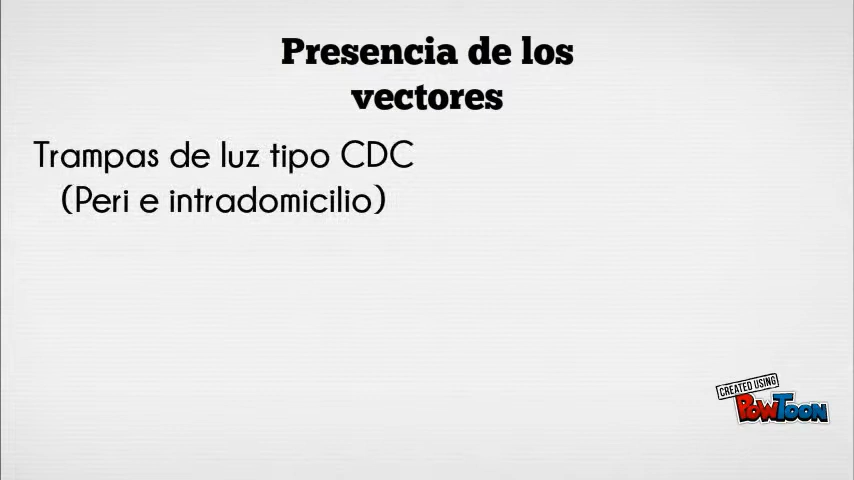 Presencia de los
vectores
Trampas de luz tipo CDC
(Peri e intradomicilio)
CREATED USING
POWTOON